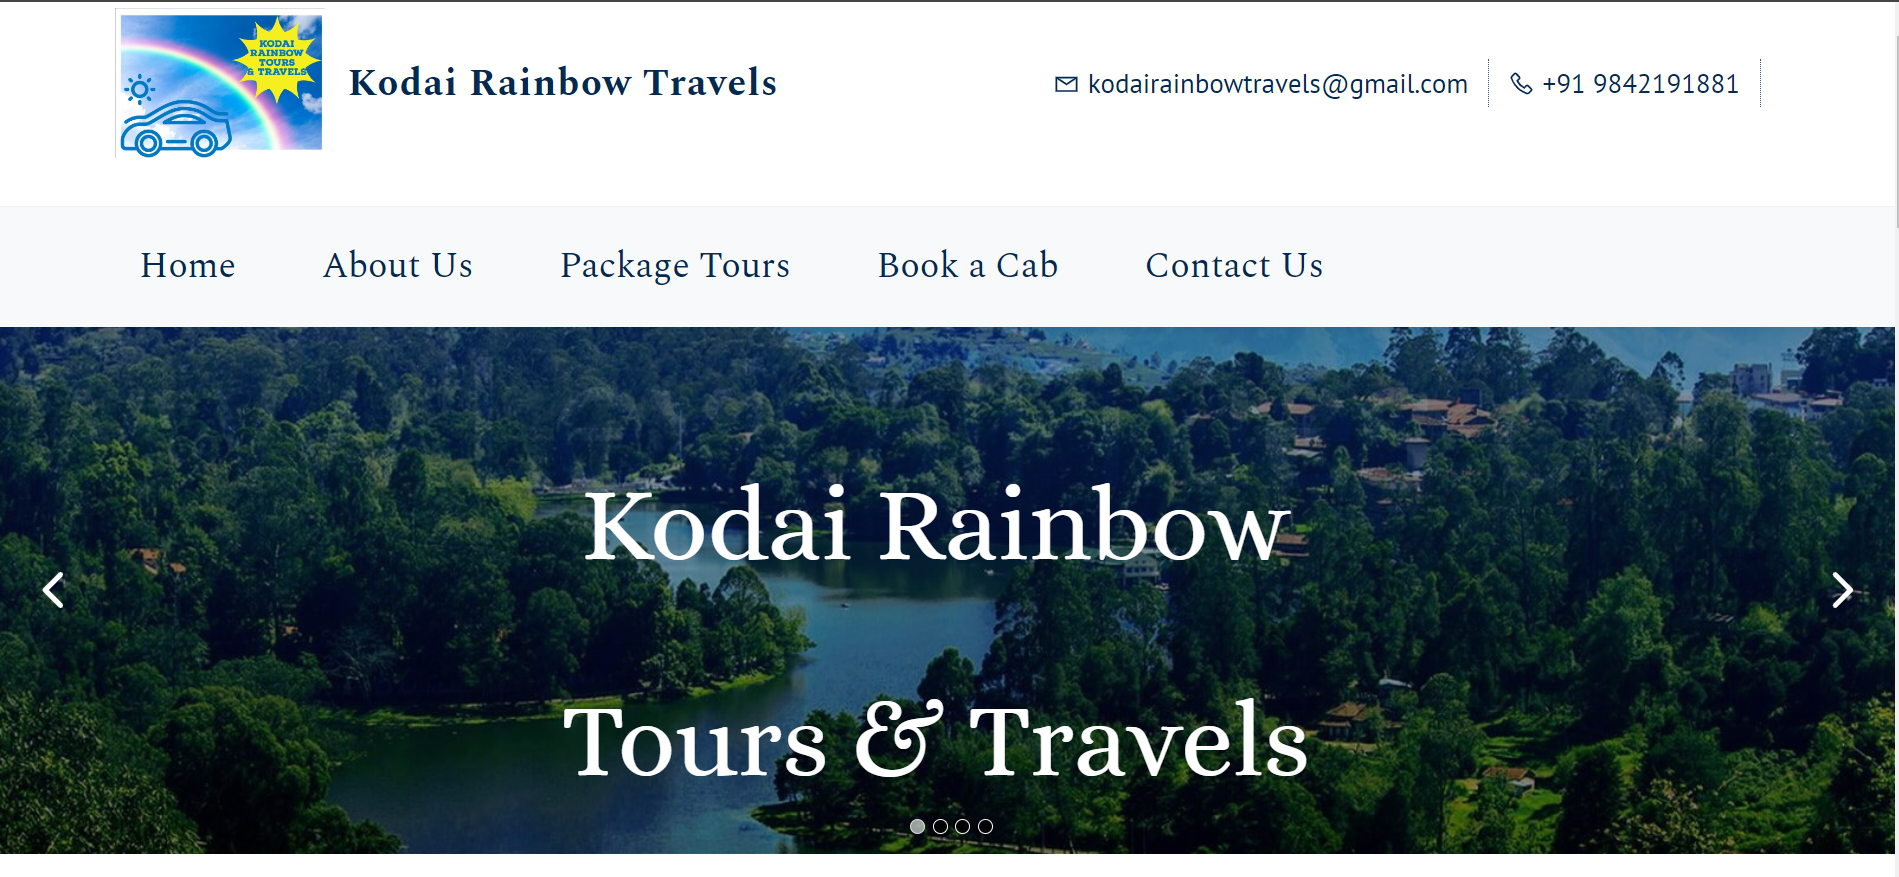 KODAI
RAINBOW
TOURS
& TRAVELS
Kodai Rainbow Travels
kodairainbowtravels@gmail.com
+91 9842191881
Home
About Us
Package Tours
Book a Cab
Contact Us
Kodai Rainbow
Tours & Travels